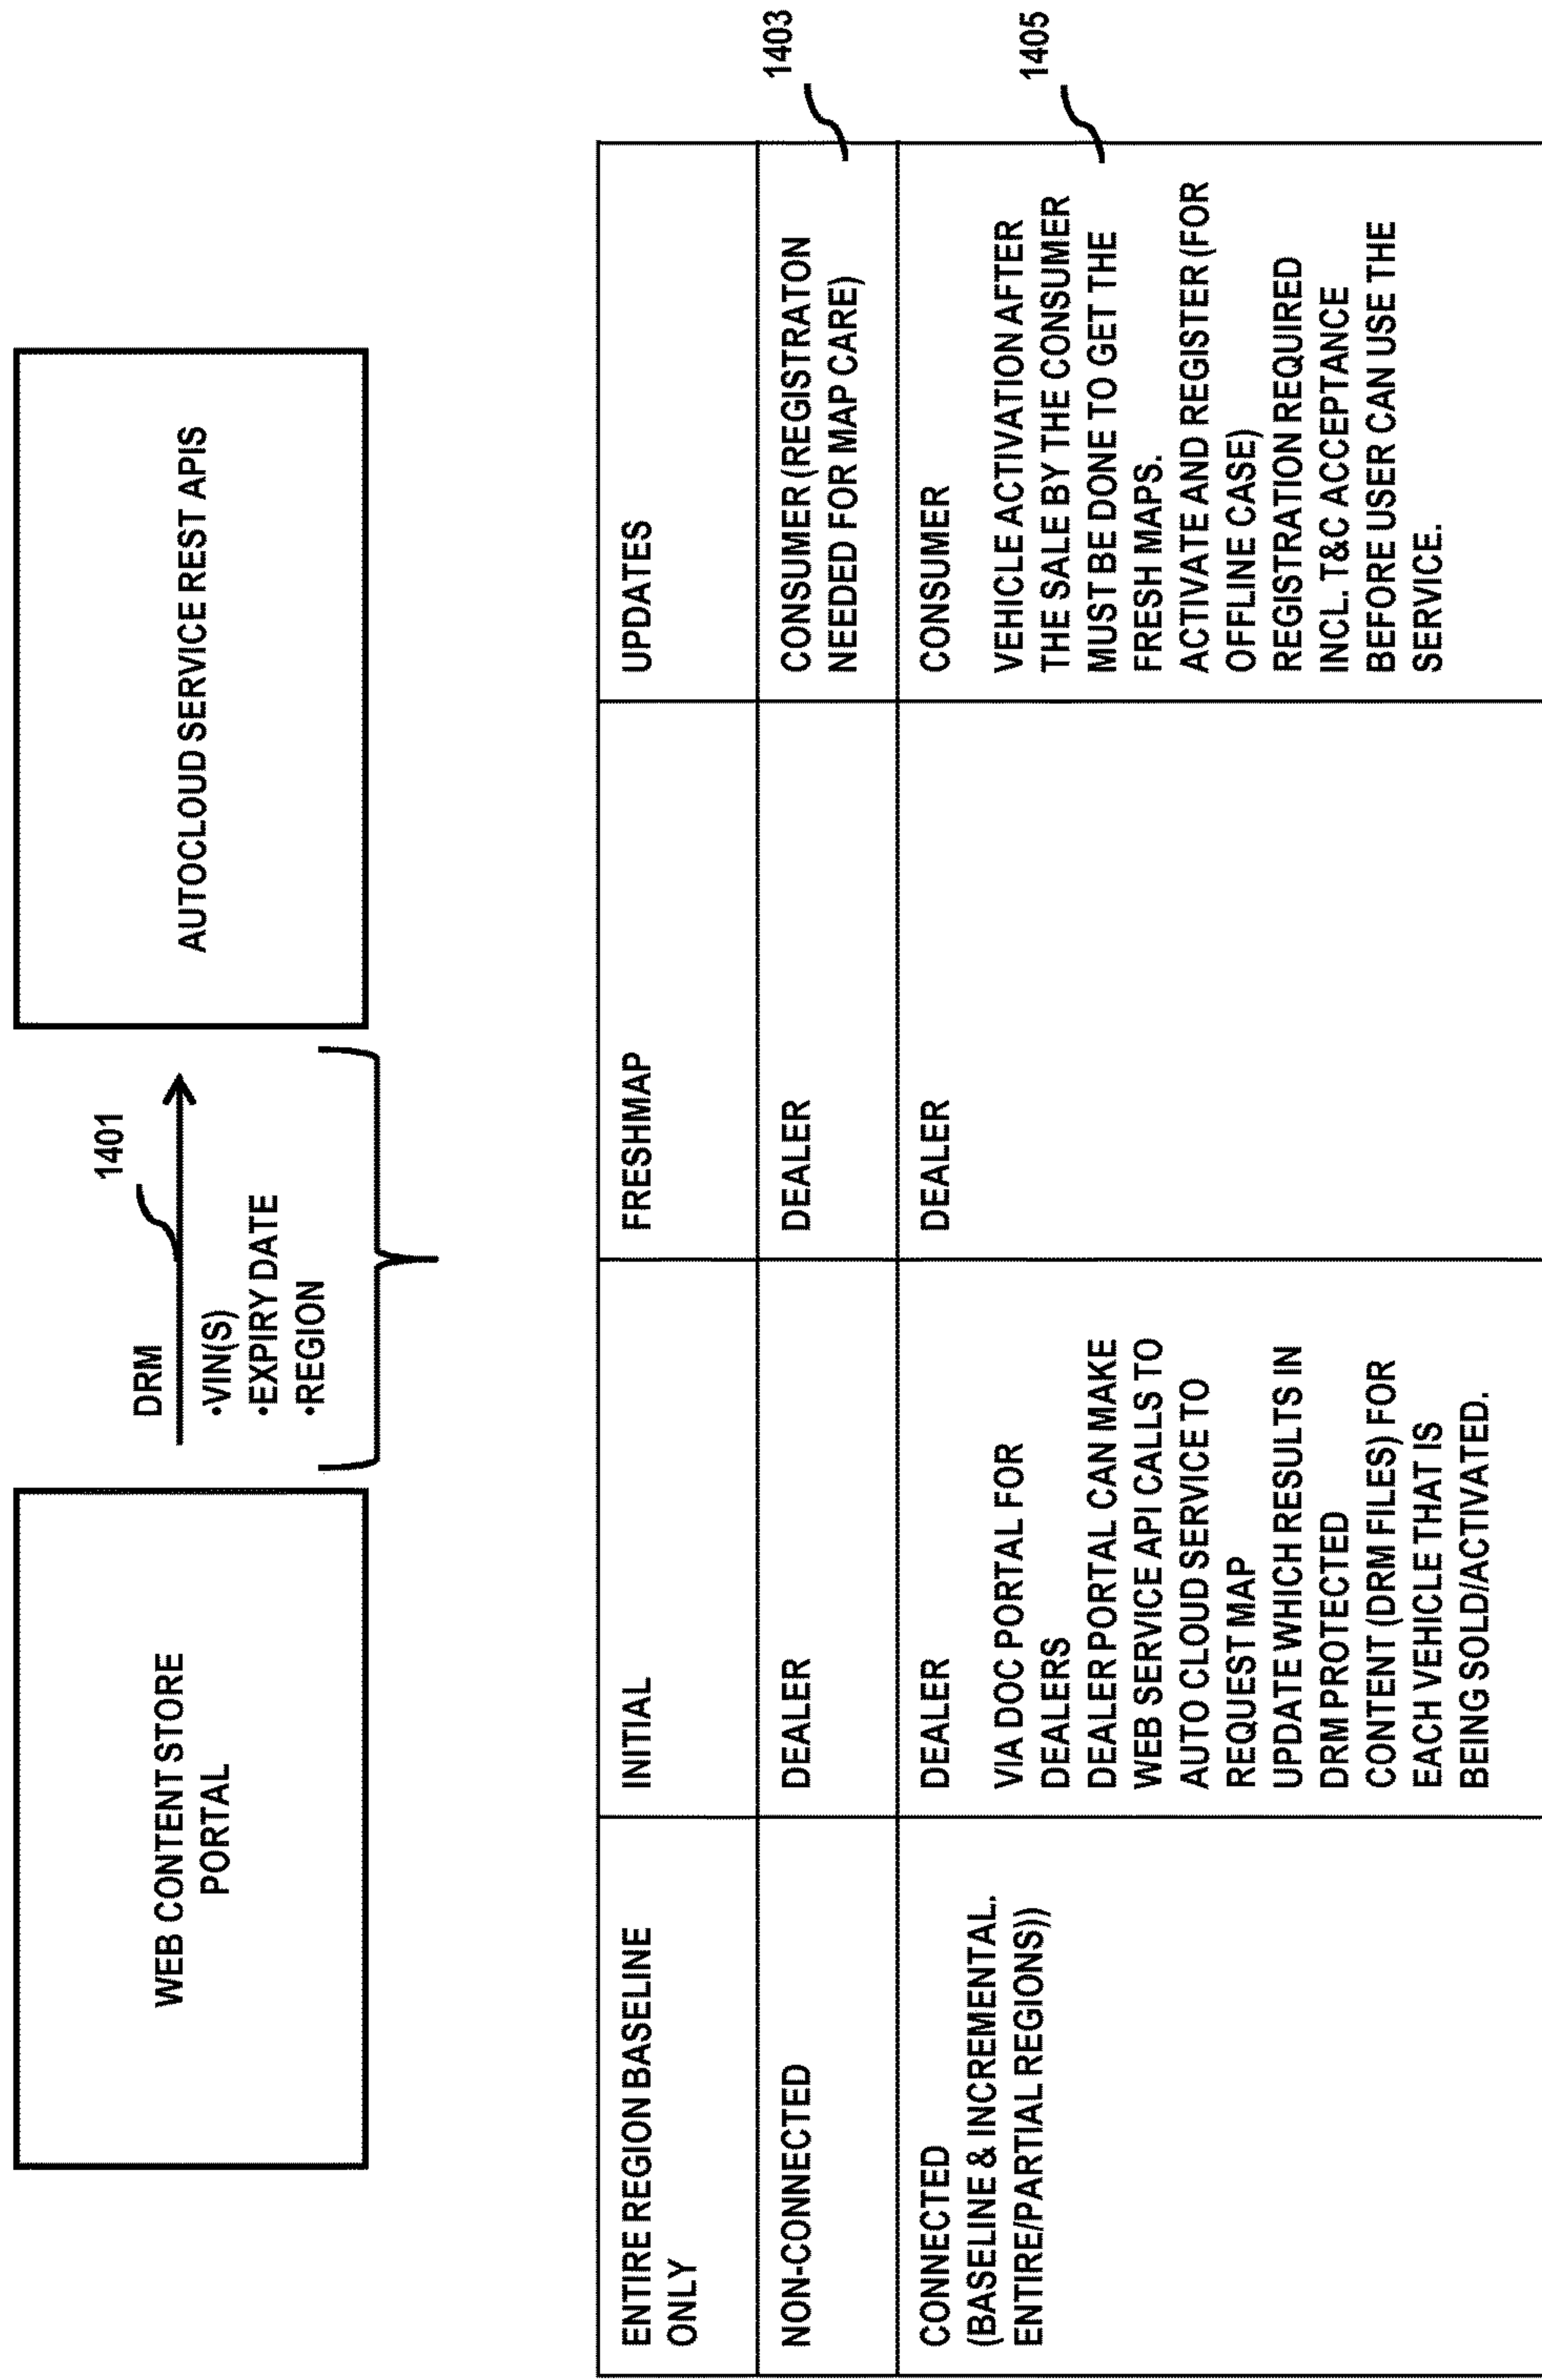 WEB CONTENT STORE
PORTAL
DRM
1401
•VIN(S)
•EXPIRY DATE
•REGION
AUTOCLOUD SERVICE REST APIS
ENTIRE REGION BASELINE
ONLY
INITIAL
FRESHMAP
UPDATES
NON-CONNECTED
DEALER
DEALER
CONSUMER (REGISTRATON
NEEDED FOR MAP CARE)
1403
CONNECTED
(BASELINE & INCREMENTAL.
ENTIRE/PARTIAL REGIONS))
DEALER
VIA DOC PORTAL FOR
DEALERS
DEALER PORTAL CAN MAKE
WEB SERVICE API CALLS TO
AUTO CLOUD SERVICE TO
REQUEST MAP
UPDATE WHICH RESULTS IN
DRM PROTECTED
CONTENT (DRM FILES) FOR
EACH VEHICLE THAT IS
BEING SOLD/ACTIVATED.
DEALER
CONSUMER
VEHICLE ACTIVATION AFTER
THE SALE BY THE CONSUMER
MUST BE DONE TO GET THE
FRESH MAPS.
ACTIVATE AND REGISTER (FOR
OFFLINE CASE)
REGISTRATION REQUIRED
INCL. T&C ACCEPTANCE
BEFORE USER CAN USE THE
SERVICE.
1405